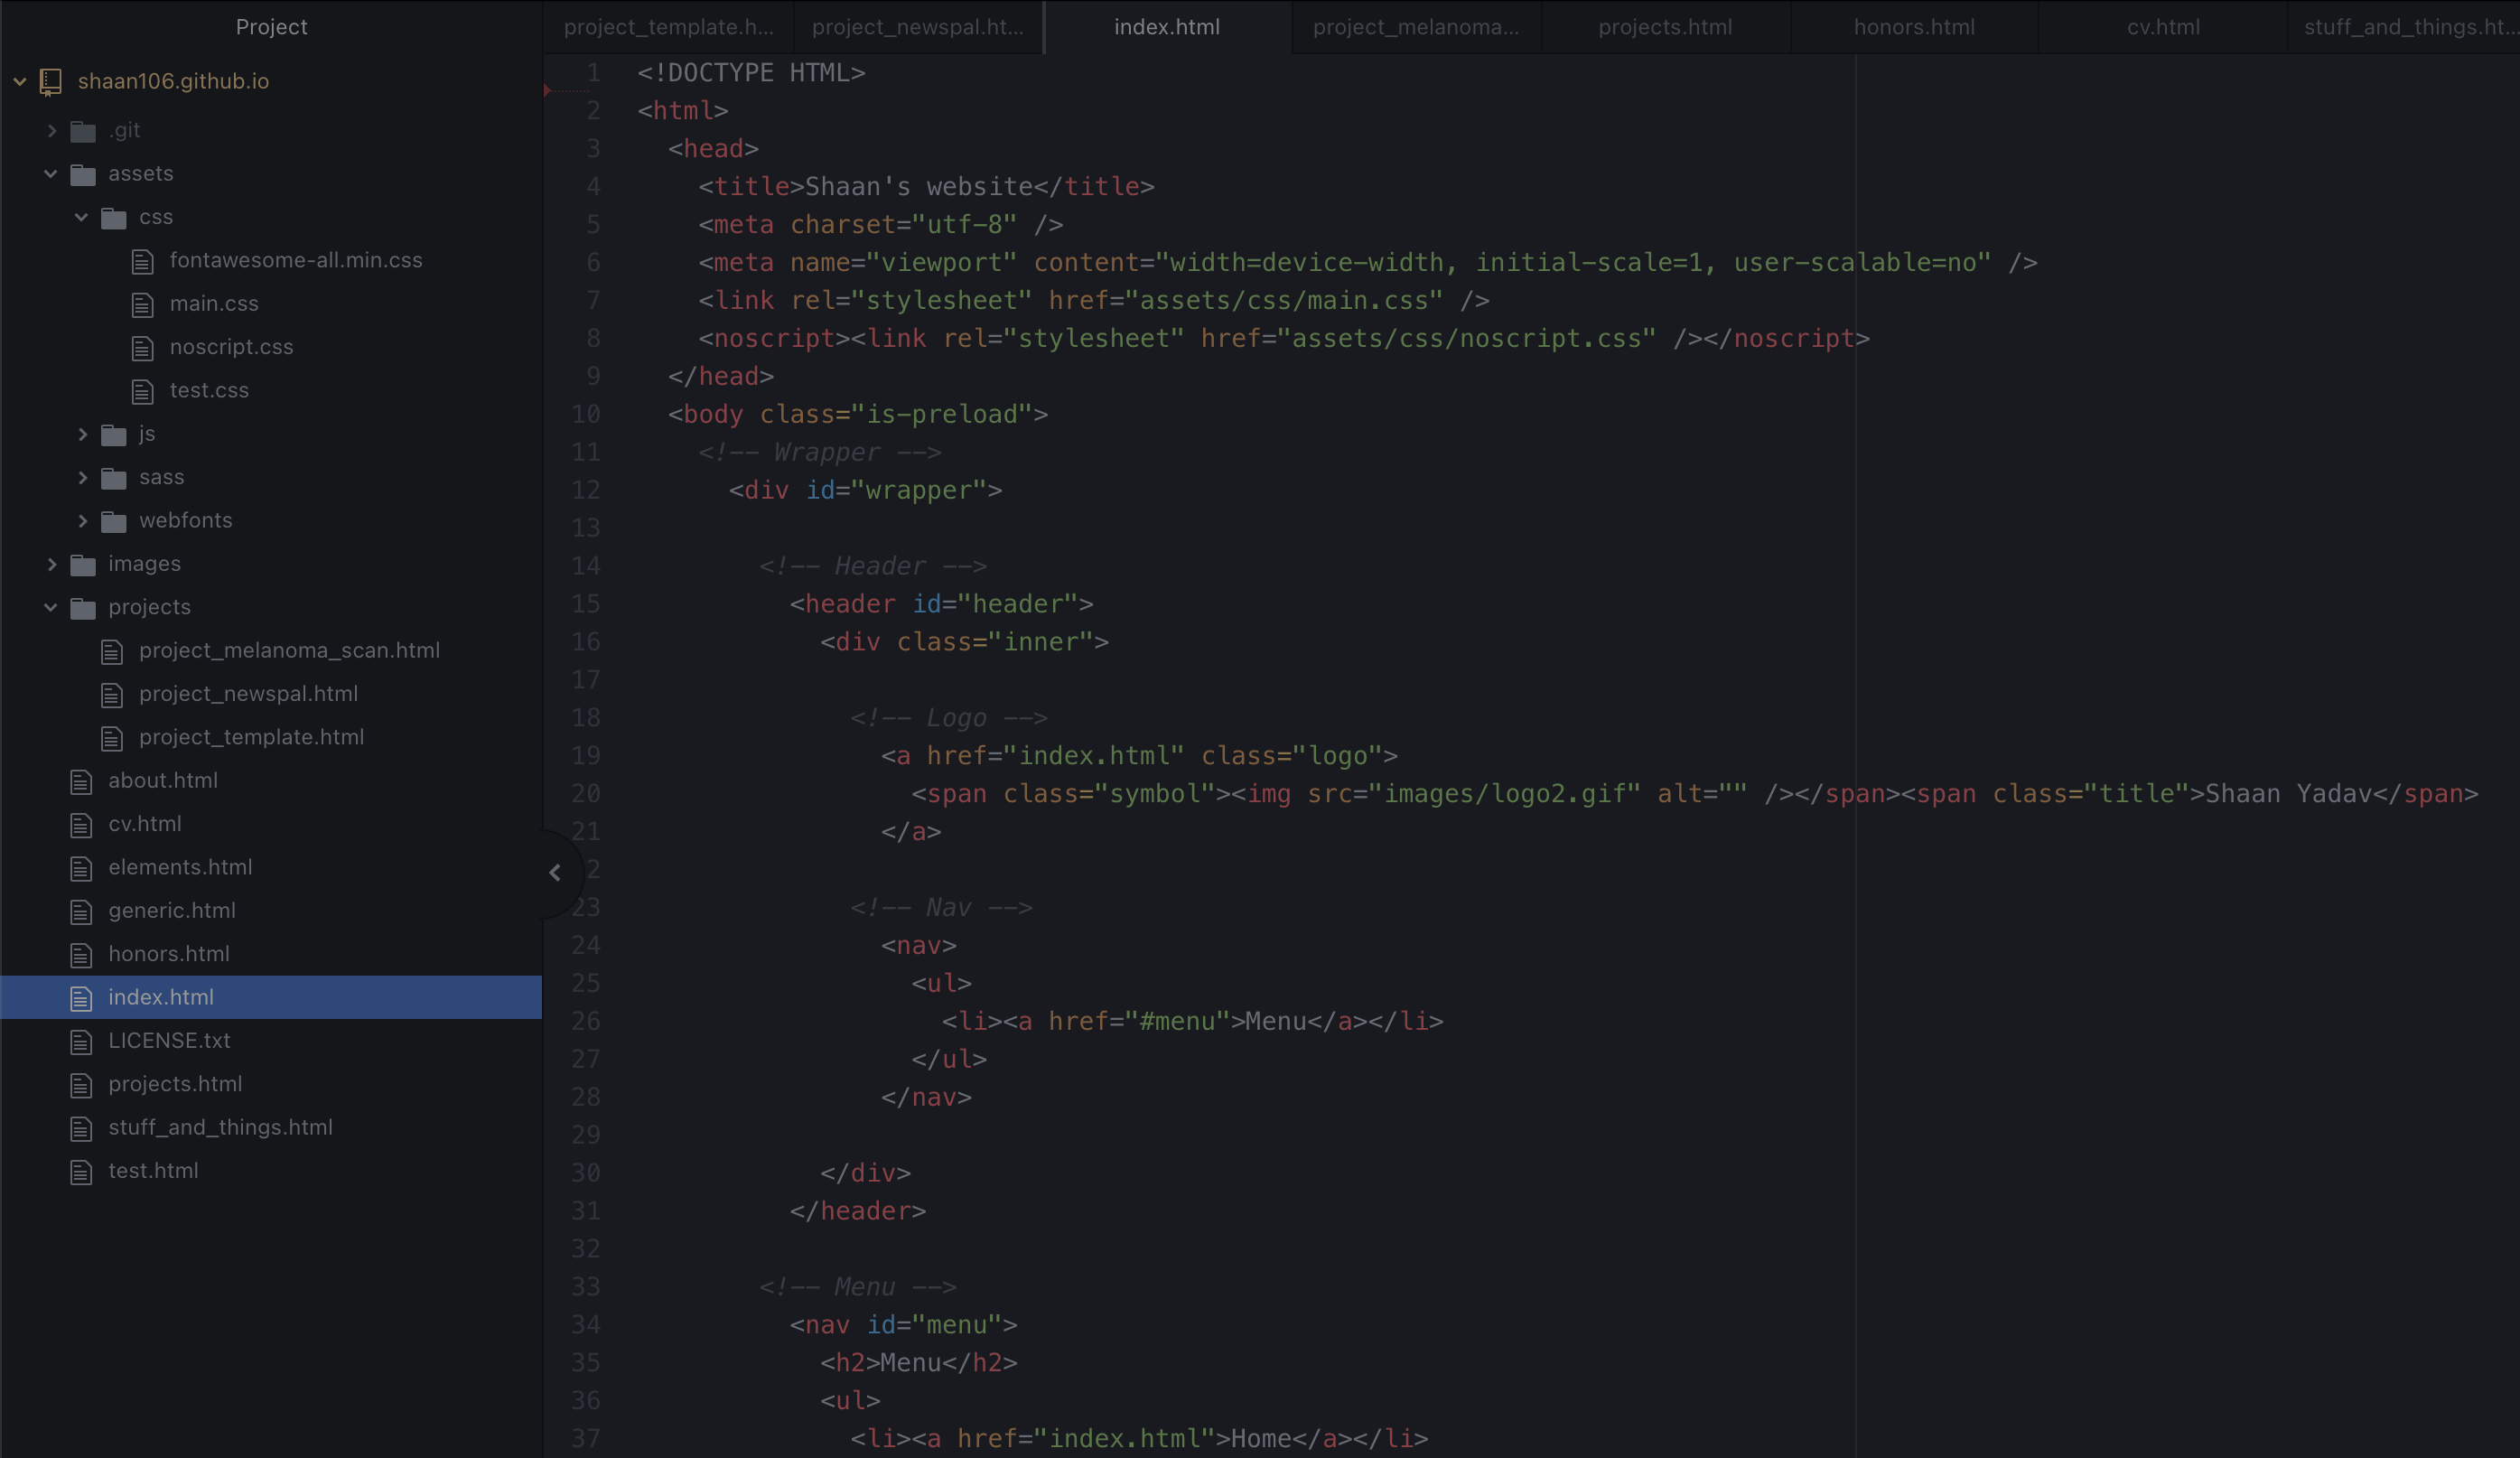 Project
shaan106.github.io
.git
assets
css
fontawesome-all.min.css
main.css
noscript.css
test.css
js
sass
webfonts
images
projects
project_melanoma_scan.html
project_newspal.html
project_template.html
about.html
cv.html
elements.html
generic.html
honors.html
index.html
LICENSE.txt
projects.html
stuff_and_things.html
test.html
project_template.h... project_newspal.ht... index.html project_melanoma... projects.html honors.html cv.html stuff_and_things.ht...
1 <!DOCTYPE HTML>
2 <html>
3 <head>
4 <title>Shaan's website</title>
5 <meta charset="utf-8" />
6 <meta name="viewport" content="width=device-width, initial-scale=1, user-scalable=no" />
7 <link rel="stylesheet" href="assets/css/main.css" />
8 <noscript><link rel="stylesheet" href="assets/css/noscript.css" /></noscript>
9 </head>
10 <body class="is-preload">
11 <!-- Wrapper -->
12 <div id="wrapper">
13
14 <!-- Header -->
15 <header id="header">
16 <div class="inner">
17
18 <!-- Logo -->
19 <a href="index.html" class="logo">
20 <span class="symbol"><img src="images/logo2.gif" alt="" /></span><span class="title">Shaan Yadav</span>
21 </a>
2
23 <!-- Nav -->
24 <nav>
25 <ul>
26 <li><a href="#menu">Menu</a></li>
27 </ul>
28 </nav>
29
30 </div>
31 </header>
32
33 <!-- Menu -->
34 <nav id="menu">
35 <h2>Menu</h2>
36 <ul>
37 <li><a href="index.html">Home</a></li>